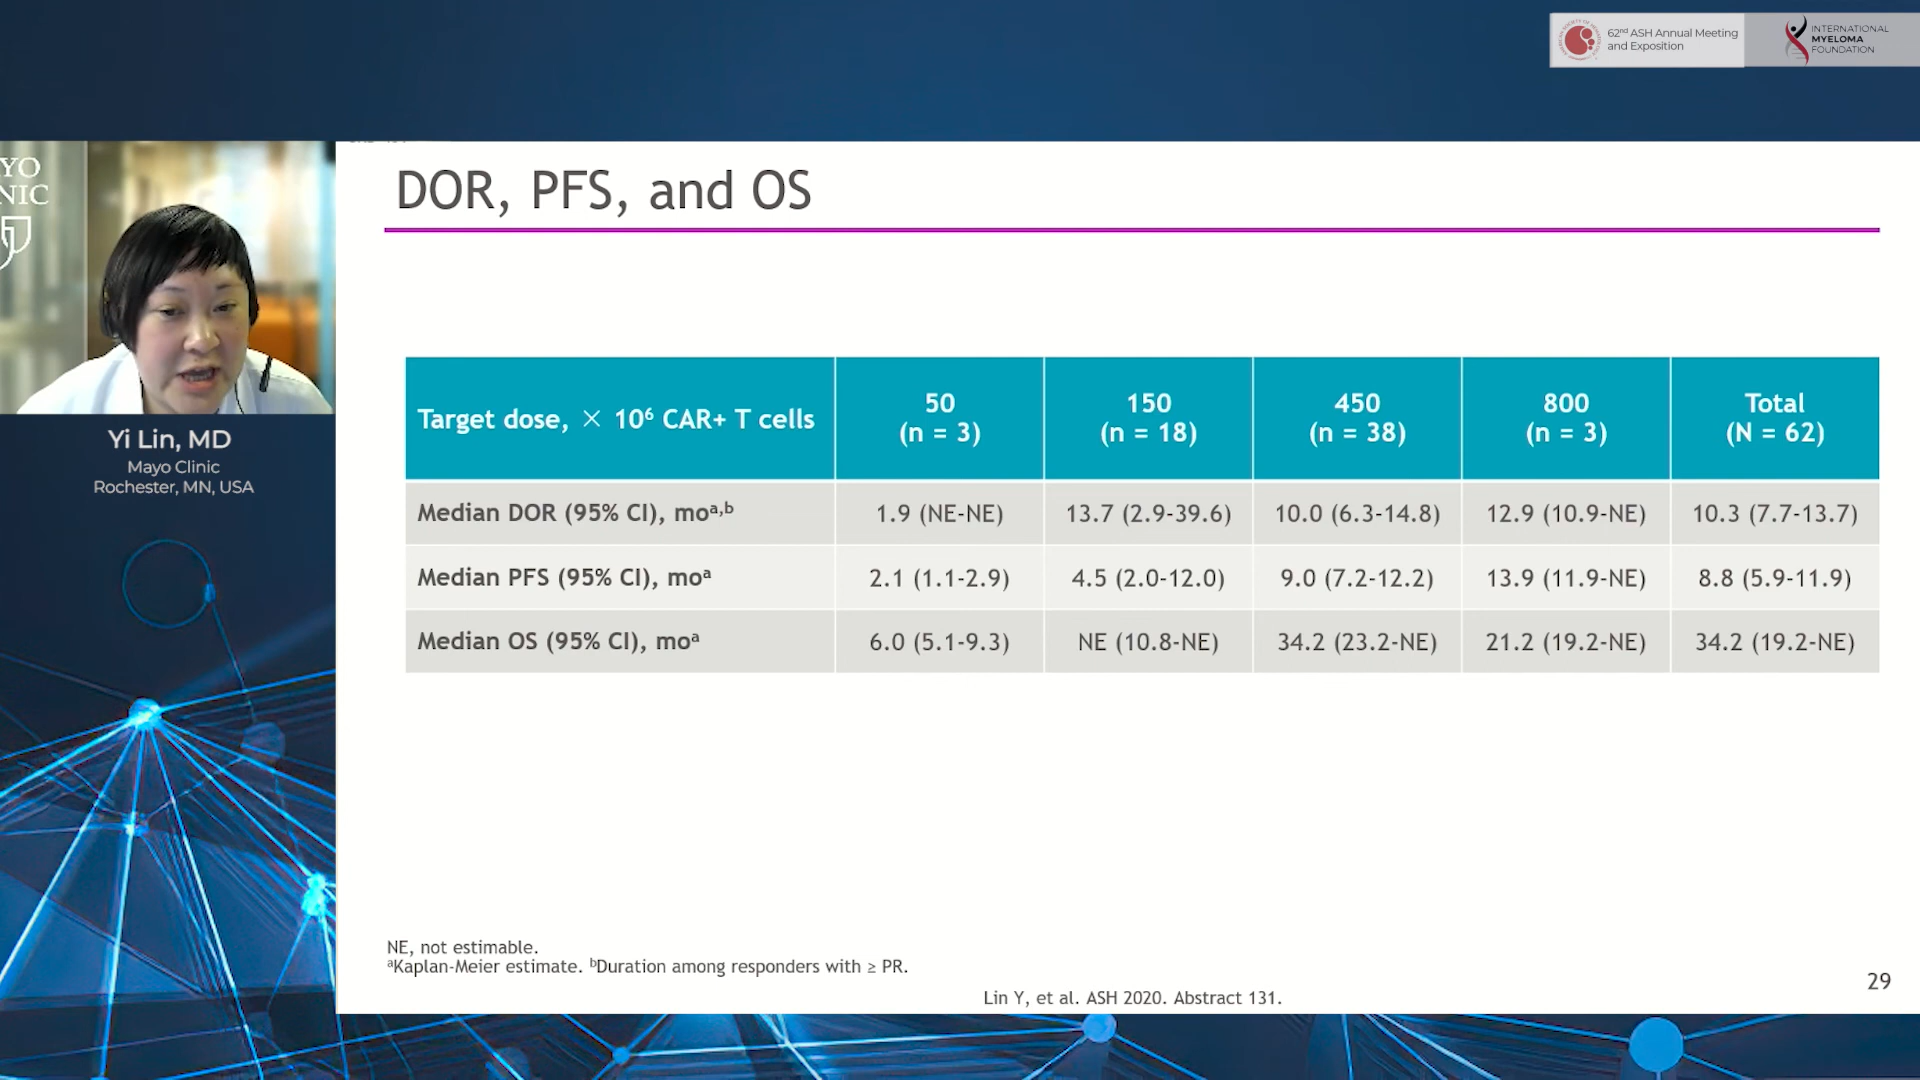 62nd ASH Annual Meeting
and Exposition
INTERNATIONAL
MYELOMA
FOUNDATION
YO
NIC
Yi Lin, MD
Mayo Clinic
Rochester, MN, USA
DOR, PFS, and OS
Target dose, × 10⁶ CAR+ T cells 50 (n = 3) 150 (n = 18) 450 (n = 38) 800 (n = 3) Total (N = 62)
Median DOR (95% CI), moᵃ,ᵇ 1.9 (NE-NE) 13.7 (2.9-39.6) 10.0 (6.3-14.8) 12.9 (10.9-NE) 10.3 (7.7-13.7)
Median PFS (95% CI), moᵃ 2.1 (1.1-2.9) 4.5 (2.0-12.0) 9.0 (7.2-12.2) 13.9 (11.9-NE) 8.8 (5.9-11.9)
Median OS (95% CI), moᵃ 6.0 (5.1-9.3) NE (10.8-NE) 34.2 (23.2-NE) 21.2 (19.2-NE) 34.2 (19.2-NE)
NE, not estimable.
ᵃKaplan-Meier estimate. ᵇDuration among responders with ≥ PR.
29
Lin Y, et al. ASH 2020. Abstract 131.